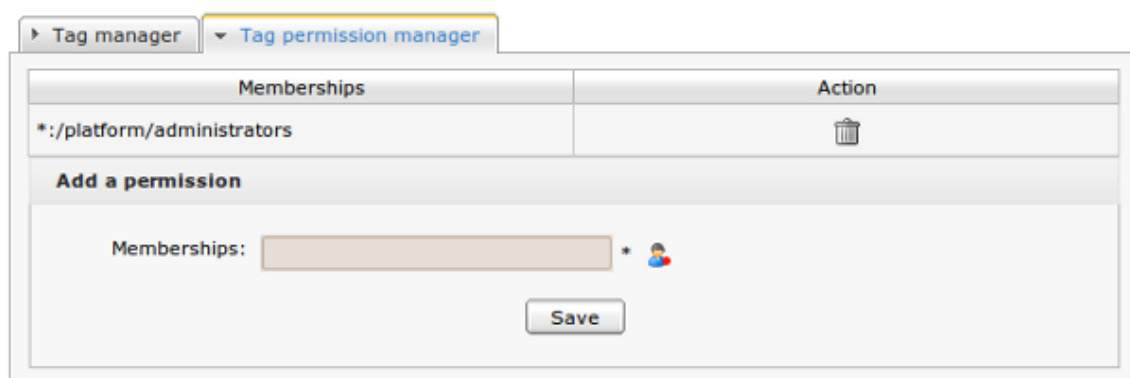 Tag manager Tag permission manager
Memberships Action
*:/platform/administrators
Add a permission
Memberships: *
Save